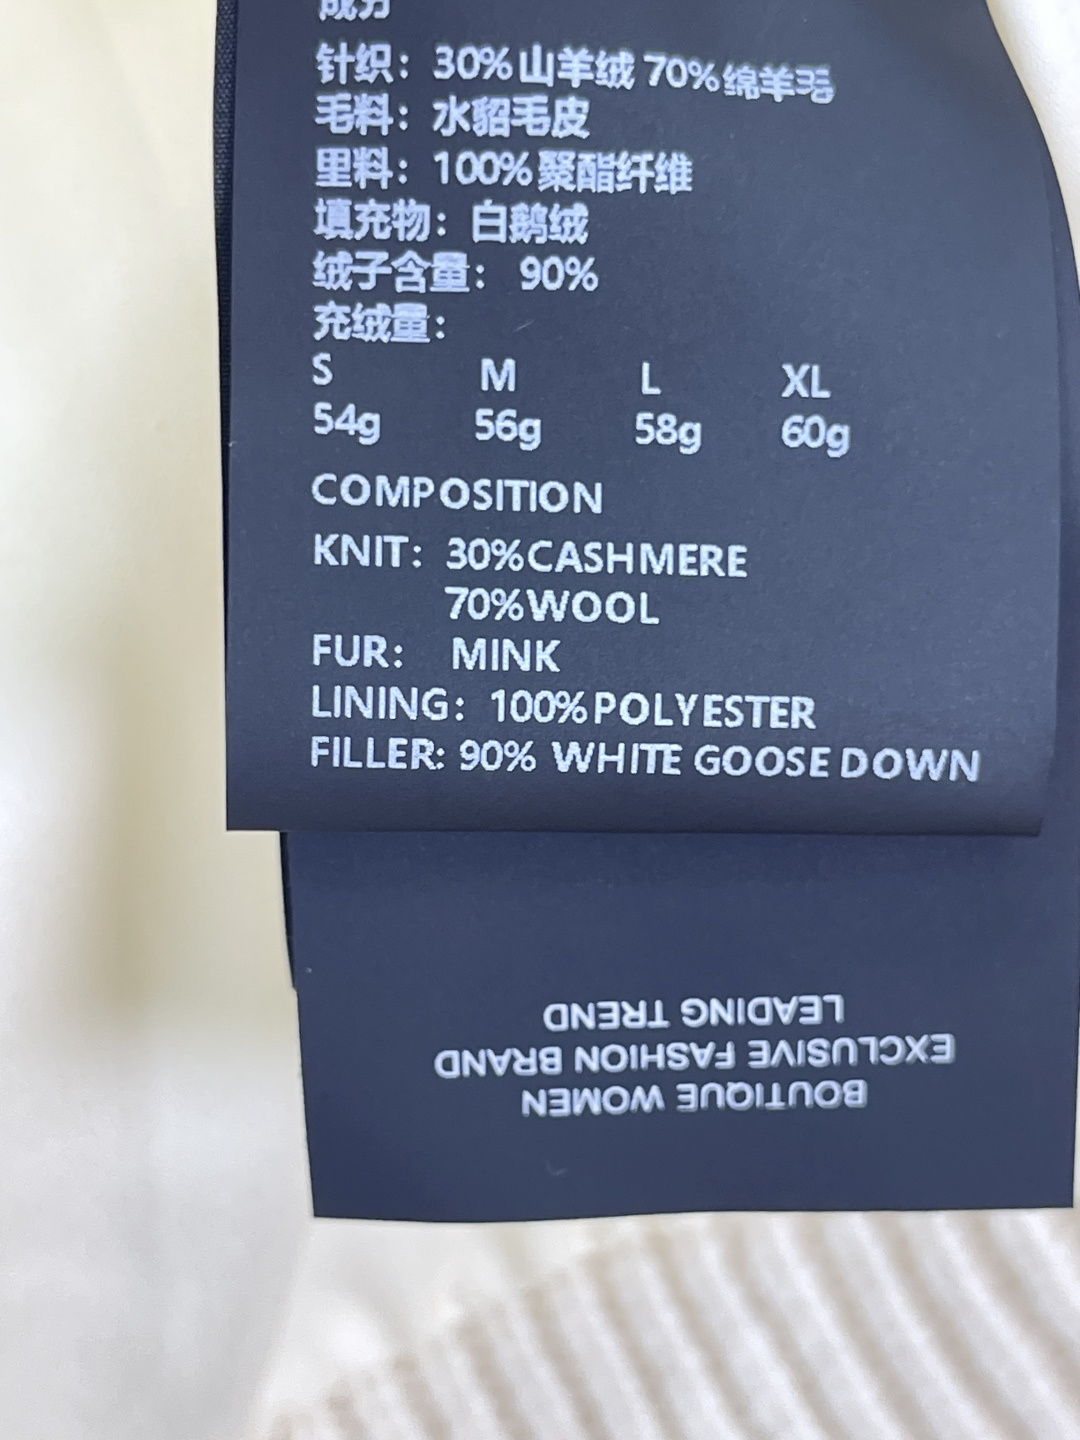 成分
针织：30%山羊绒 70%绵羊毛
毛料：水貂毛皮
里料：100%聚酯纤维
填充物：白鹅绒
绒子含量： 90%
充绒量：
S M L XL
54g 56g 58g 60g
COMPOSITION
KNIT: 30%CASHMERE
70%WOOL
FUR: MINK
LINING: 100%POLYESTER
FILLER: 90% WHITE GOOSE DOWN
BOUTIQUE WOMEN
EXCLUSIVE FASHION BRAND
LEADING TREND